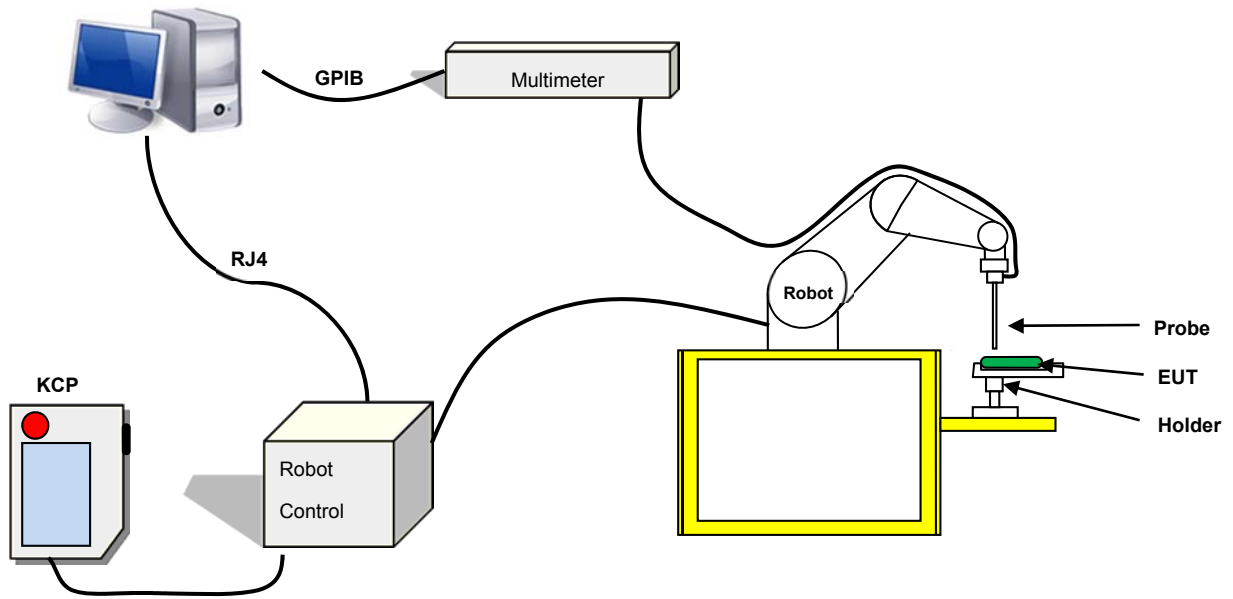 GPIB
Multimeter
RJ4
Robot
Probe
EUT
Holder
KCP
Robot
Control